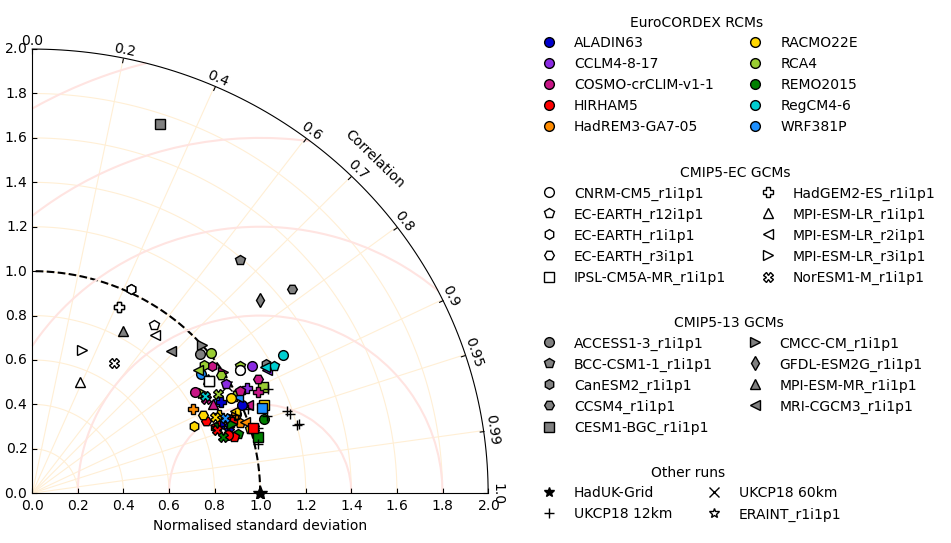 EuroCORDEX RCMs
ALADIN63 RACMO22E
CCLM4-8-17 RCA4
COSMO-crCLIM-v1-1 REMO2015
HIRHAM5 RegCM4-6
HadREM3-GA7-05 WRF381P
CMIP5-EC GCMs
CNRM-CM5_r1i1p1 HadGEM2-ES_r1i1p1
EC-EARTH_r12i1p1 MPI-ESM-LR_r1i1p1
EC-EARTH_r1i1p1 MPI-ESM-LR_r2i1p1
EC-EARTH_r3i1p1 MPI-ESM-LR_r3i1p1
IPSL-CM5A-MR_r1i1p1 NorESM1-M_r1i1p1
CMIP5-13 GCMs
ACCESS1-3_r1i1p1 CMCC-CM_r1i1p1
BCC-CSM1-1_r1i1p1 GFDL-ESM2G_r1i1p1
CanESM2_r1i1p1 MPI-ESM-MR_r1i1p1
CCSM4_r1i1p1 MRI-CGCM3_r1i1p1
CESM1-BGC_r1i1p1
Other runs
HadUK-Grid UKCP18 60km
UKCP18 12km ERAINT_r1i1p1
0.0
0.2
0.4
0.6
Correlation
0.7
0.8
0.9
0.95
0.99
1.0
2.0
1.8
1.6
1.4
1.2
1.0
0.8
0.6
0.4
0.2
0.0
0.0 0.2 0.4 0.6 0.8 1.0 1.2 1.4 1.6 1.8 2.0
Normalised standard deviation